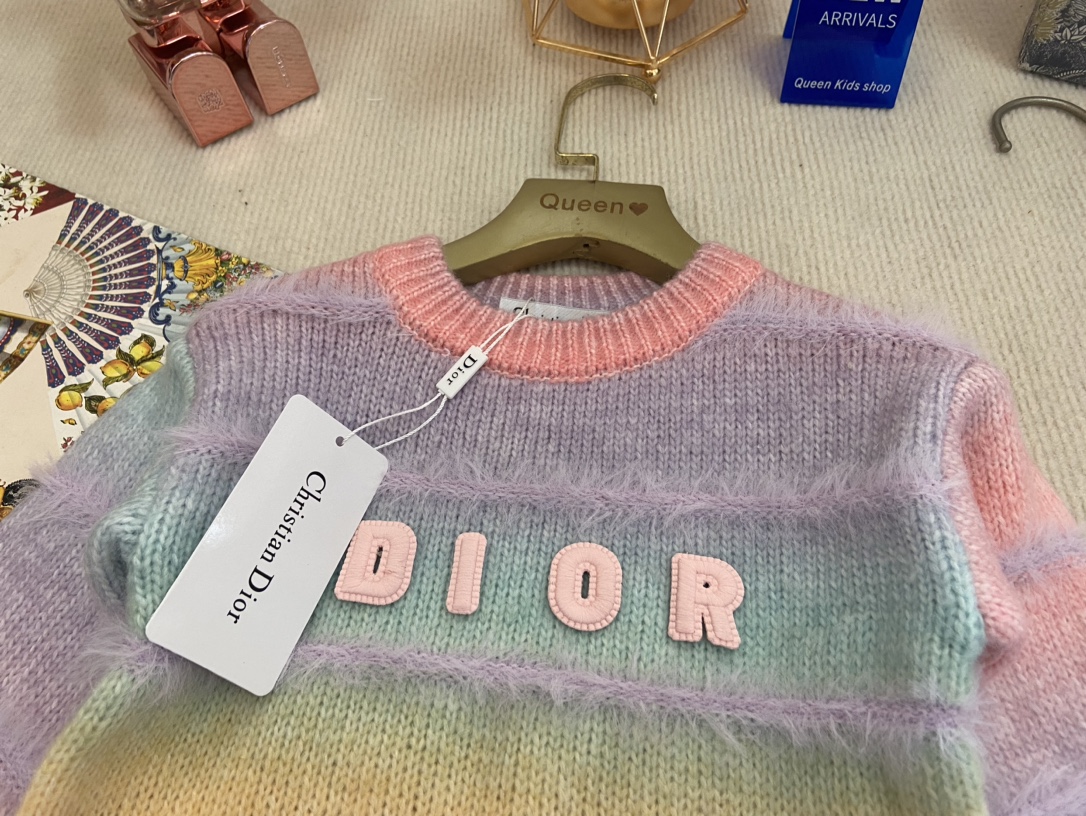 ARRIVALS
Queen Kids shop
Queen❤
Dior
Christian Dior
DIOR